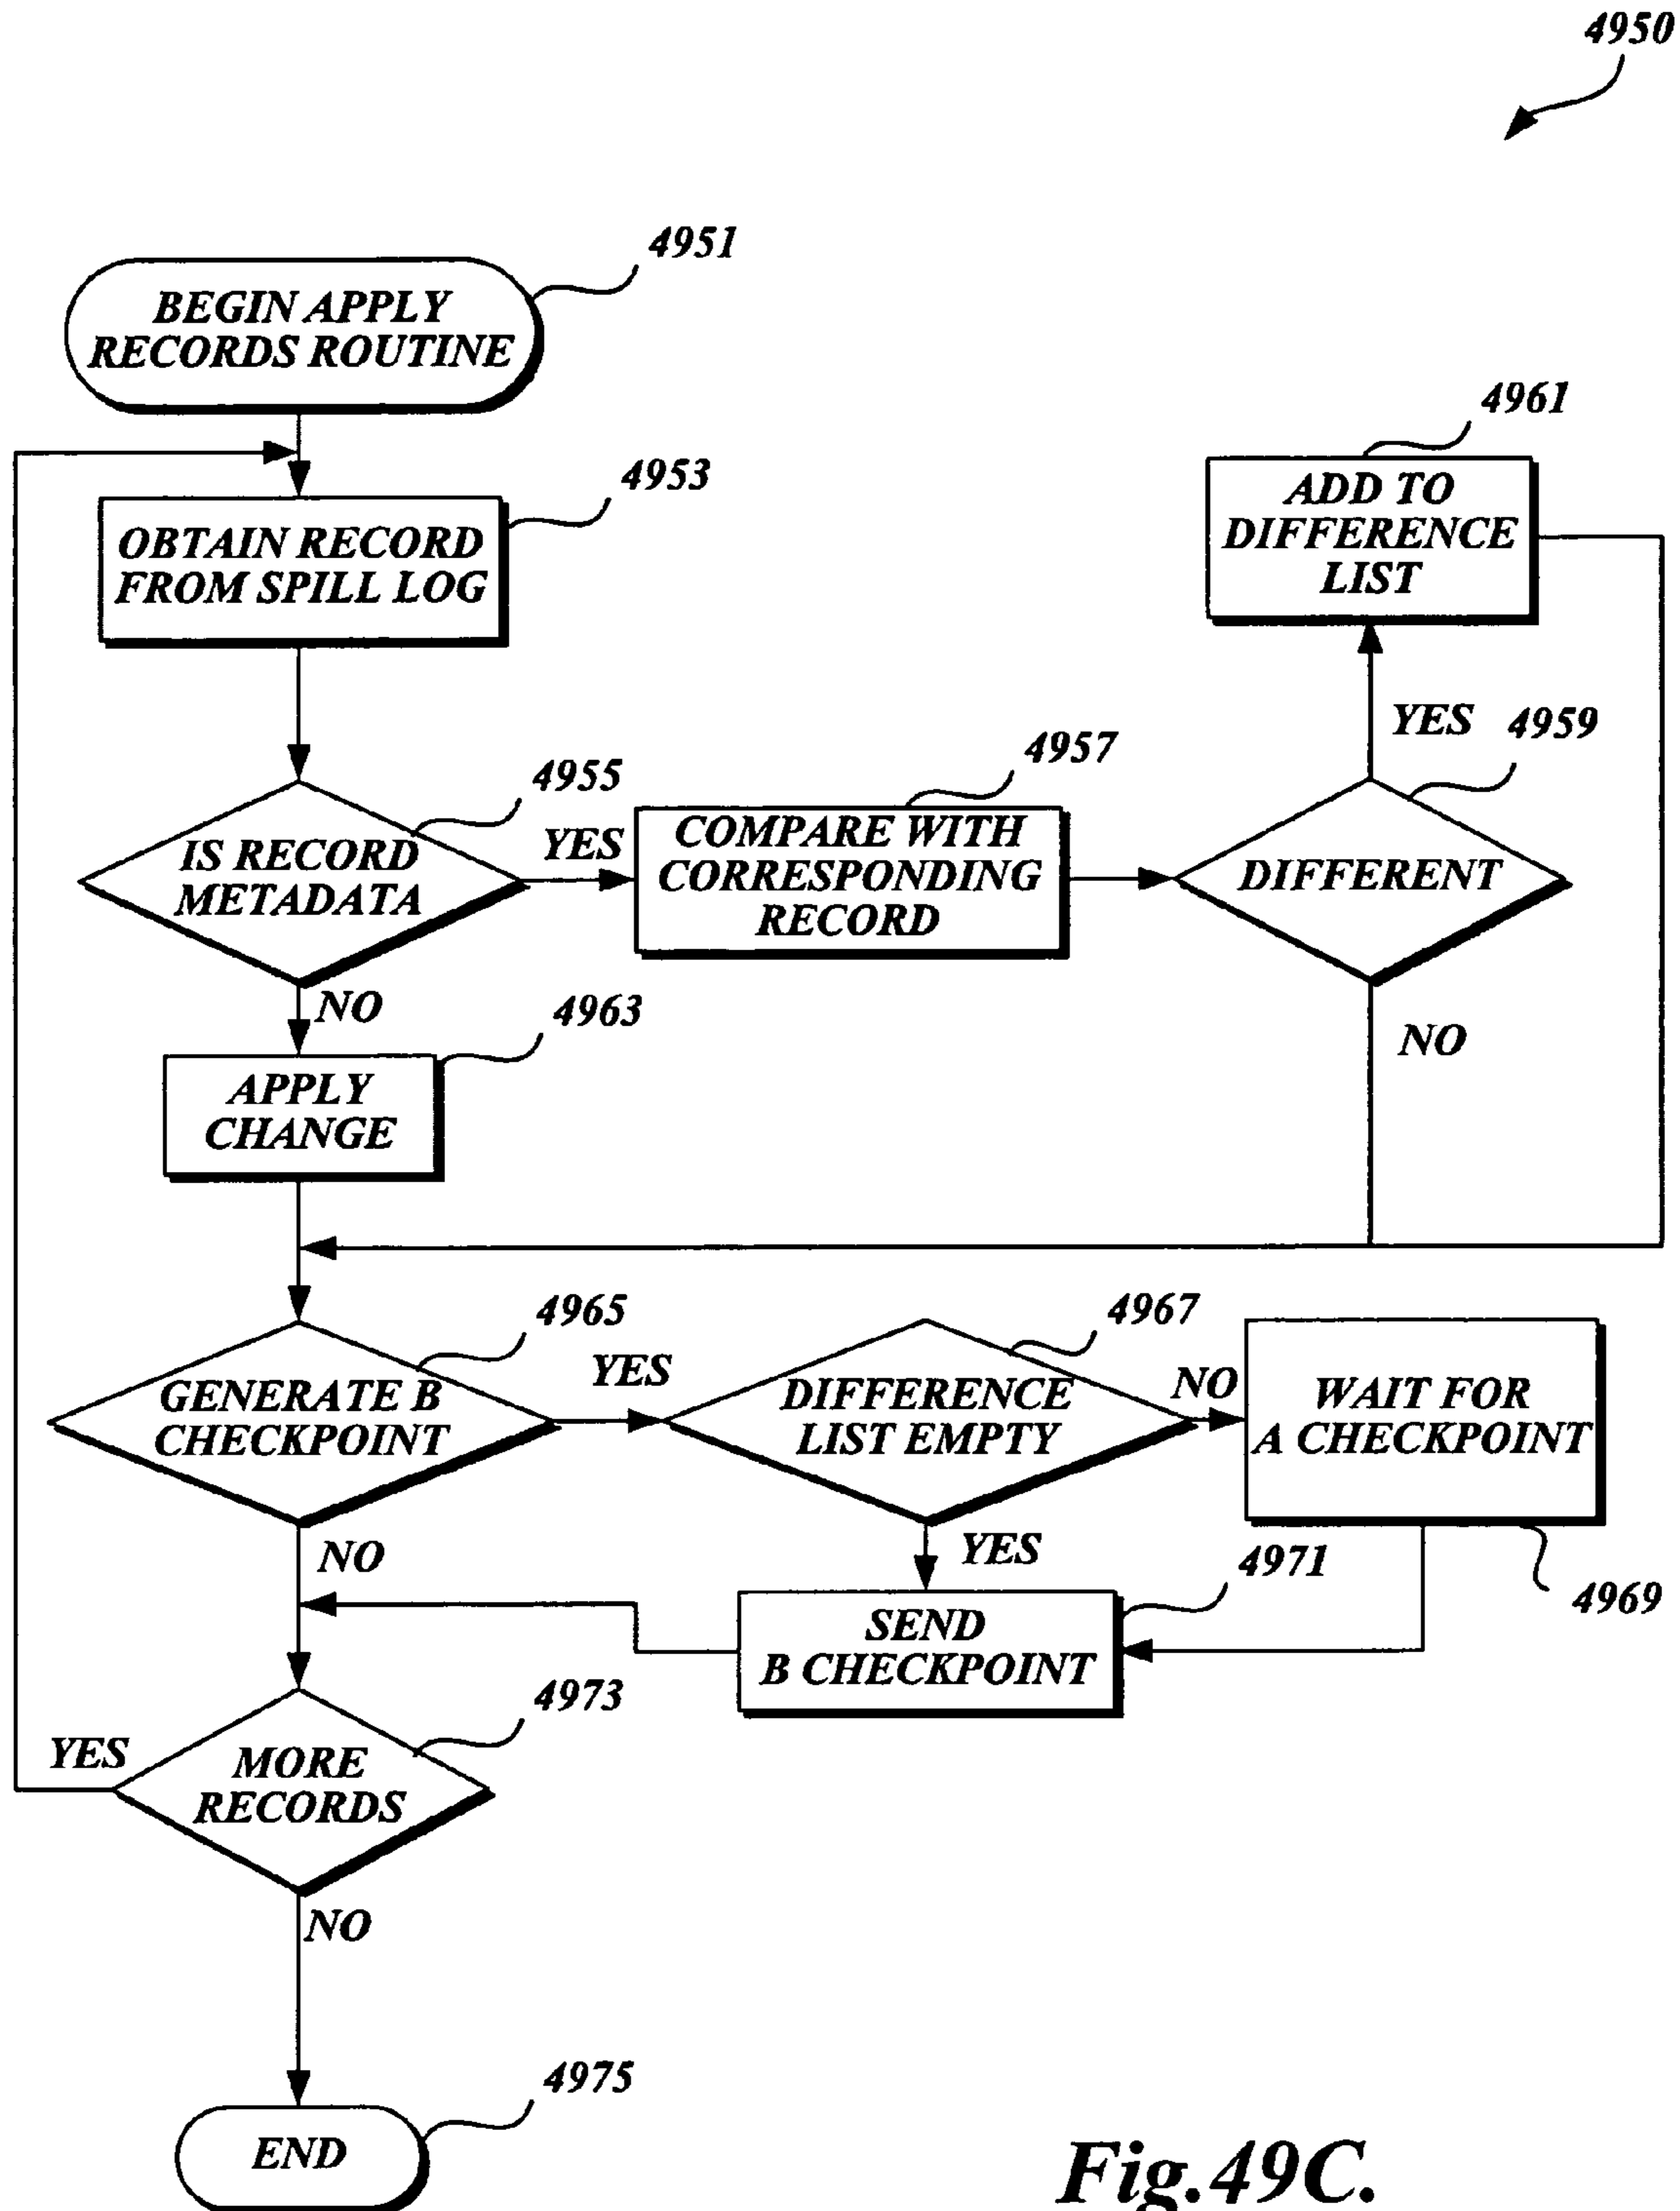 4950
4951
BEGIN APPLY
RECORDS ROUTINE
4961
4953
ADD TO
DIFFERENCE
LIST
OBTAIN RECORD
FROM SPILL LOG
YES
4959
4957
4955
IS RECORD
METADATA
YES
COMPARE WITH
CORRESPONDING
RECORD
DIFFERENT
NO
4963
NO
APPLY
CHANGE
4965
4967
GENERATE B
CHECKPOINT
YES
DIFFERENCE
LIST EMPTY
NO
WAIT FOR
A CHECKPOINT
NO
YES
4971
4969
SEND
B CHECKPOINT
4973
YES
MORE
RECORDS
NO
4975
END
Fig.49C.